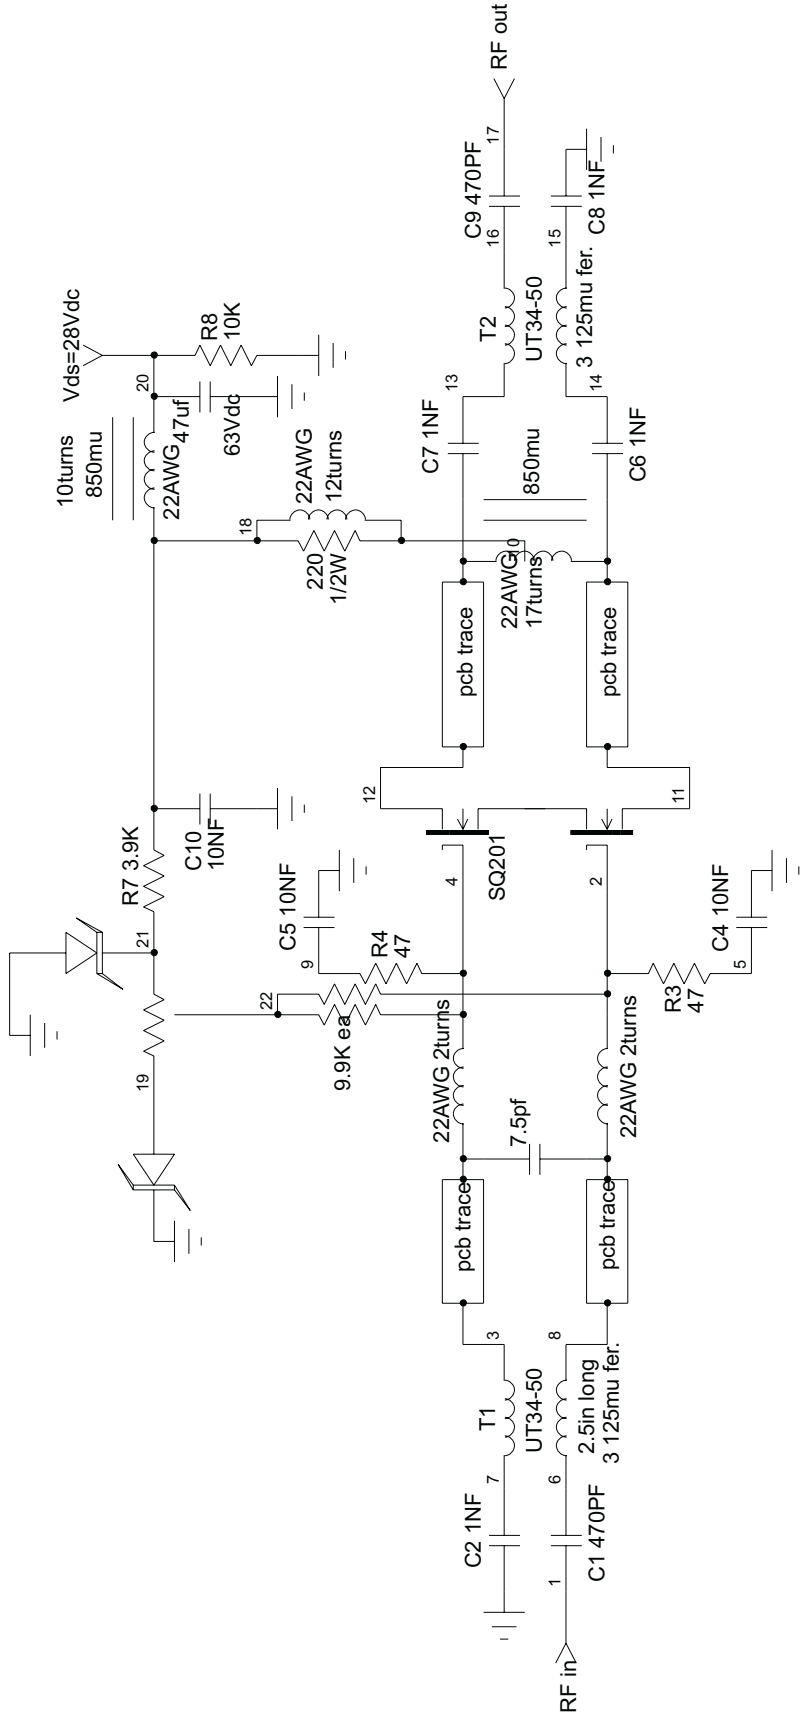 RF out
17
C9 470PF
16
C8 1NF
15
T2
UT34-50
3 125mu fer.
13
14
C7 1NF
C6 1NF
850mu
Vds=28Vdc
R8
10K
20
47uf
63Vdc
10turns
850mu
22AWG
22AWG
12turns
18
220
1/2W
10
22AWG
17turns
pcb trace
pcb trace
12
11
SQ201
4
2
R7 3.9K
C10
10NF
21
C5 10NF
9
R4
47
C4 10NF
5
R3
47
22
9.9K ea
19
22AWG 2turns
22AWG 2turns
7.5pf
pcb trace
pcb trace
3
8
T1
UT34-50
2.5in long
3 125mu fer.
7
6
C2 1NF
C1 470PF
1
RF in